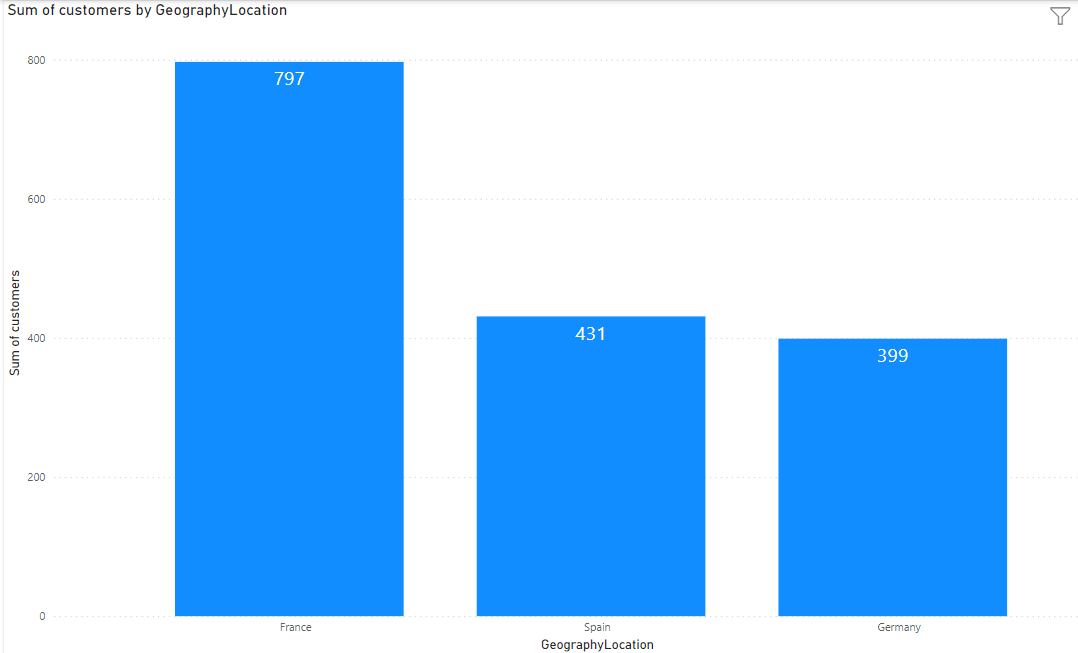 Sum of customers by GeographyLocation
Sum of customers
800
600
400
200
0
797
431
399
France
Spain
Germany
GeographyLocation